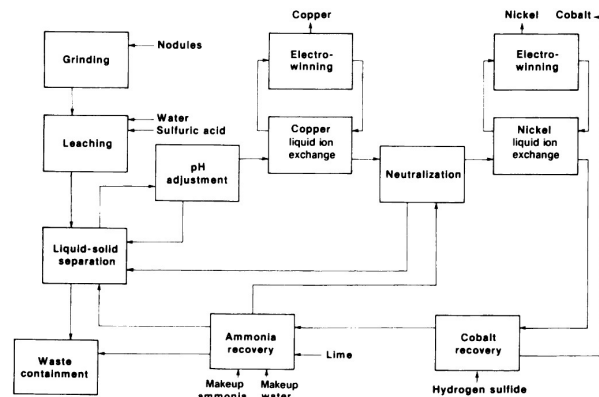 Copper
Nickel
Cobalt
Nodules
Grinding
Electro-
winning
Electro-
winning
Water
Sulfuric acid
Leaching
Copper
liquid ion
exchange
Nickel
liquid ion
exchange
pH
adjustment
Neutralization
Liquid-solid
separation
Ammonia
recovery
Cobalt
recovery
Lime
Waste
containment
Makeup
ammonia
Makeup
water
Hydrogen sulfide